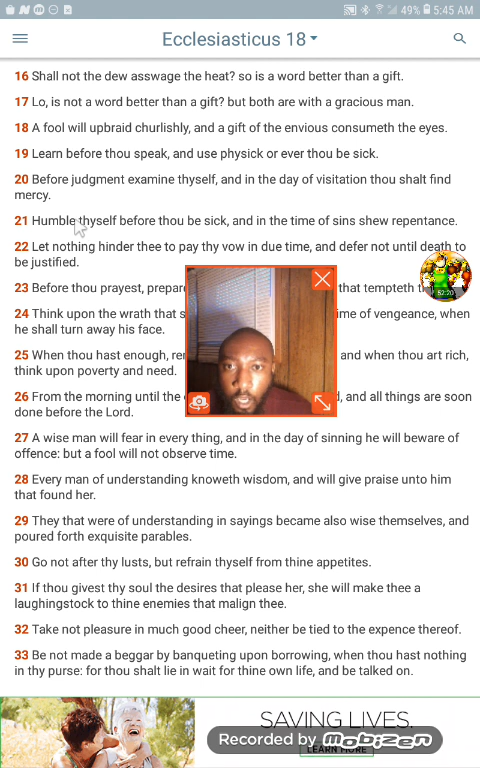 49% 5:45 AM
Ecclesiasticus 18
16 Shall not the dew asswage the heat? so is a word better than a gift.
17 Lo, is not a word better than a gift? but both are with a gracious man.
18 A fool will upbraid churlishly, and a gift of the envious consumeth the eyes.
19 Learn before thou speak, and use physick or ever thou be sick.
20 Before judgment examine thyself, and in the day of visitation thou shalt find
mercy.
21 Humble thyself before thou be sick, and in the time of sins shew repentance.
22 Let nothing hinder thee to pay thy vow in due time, and defer not until death to
be justified.
23 Before thou prayest, that tempteth
24 Think upon the wrath that of vengeance, when
he shall turn away his face.
25 When thou hast enough, and when thou art rich,
think upon poverty and need.
26 From the morning until the and all things are soon
done before the Lord.
52:20
27 A wise man will fear in every thing, and in the day of sinning he will beware of
offence: but a fool will not observe time.
28 Every man of understanding knoweth wisdom, and will give praise unto him
that found her.
29 They that were of understanding in sayings became also wise themselves, and
poured forth exquisite parables.
30 Go not after thy lusts, but refrain thyself from thine appetites.
31 If thou givest thy soul the desires that please her, she will make thee a
laughingstock to thine enemies that malign thee.
32 Take not pleasure in much good cheer, neither be tied to the expence thereof.
33 Be not made a beggar by banqueting upon borrowing, when thou hast nothing
in thy purse: for thou shalt lie in wait for thine own life, and be talked on.
SAVING LIVES.
LEARN MORE
Recorded by Mobizen